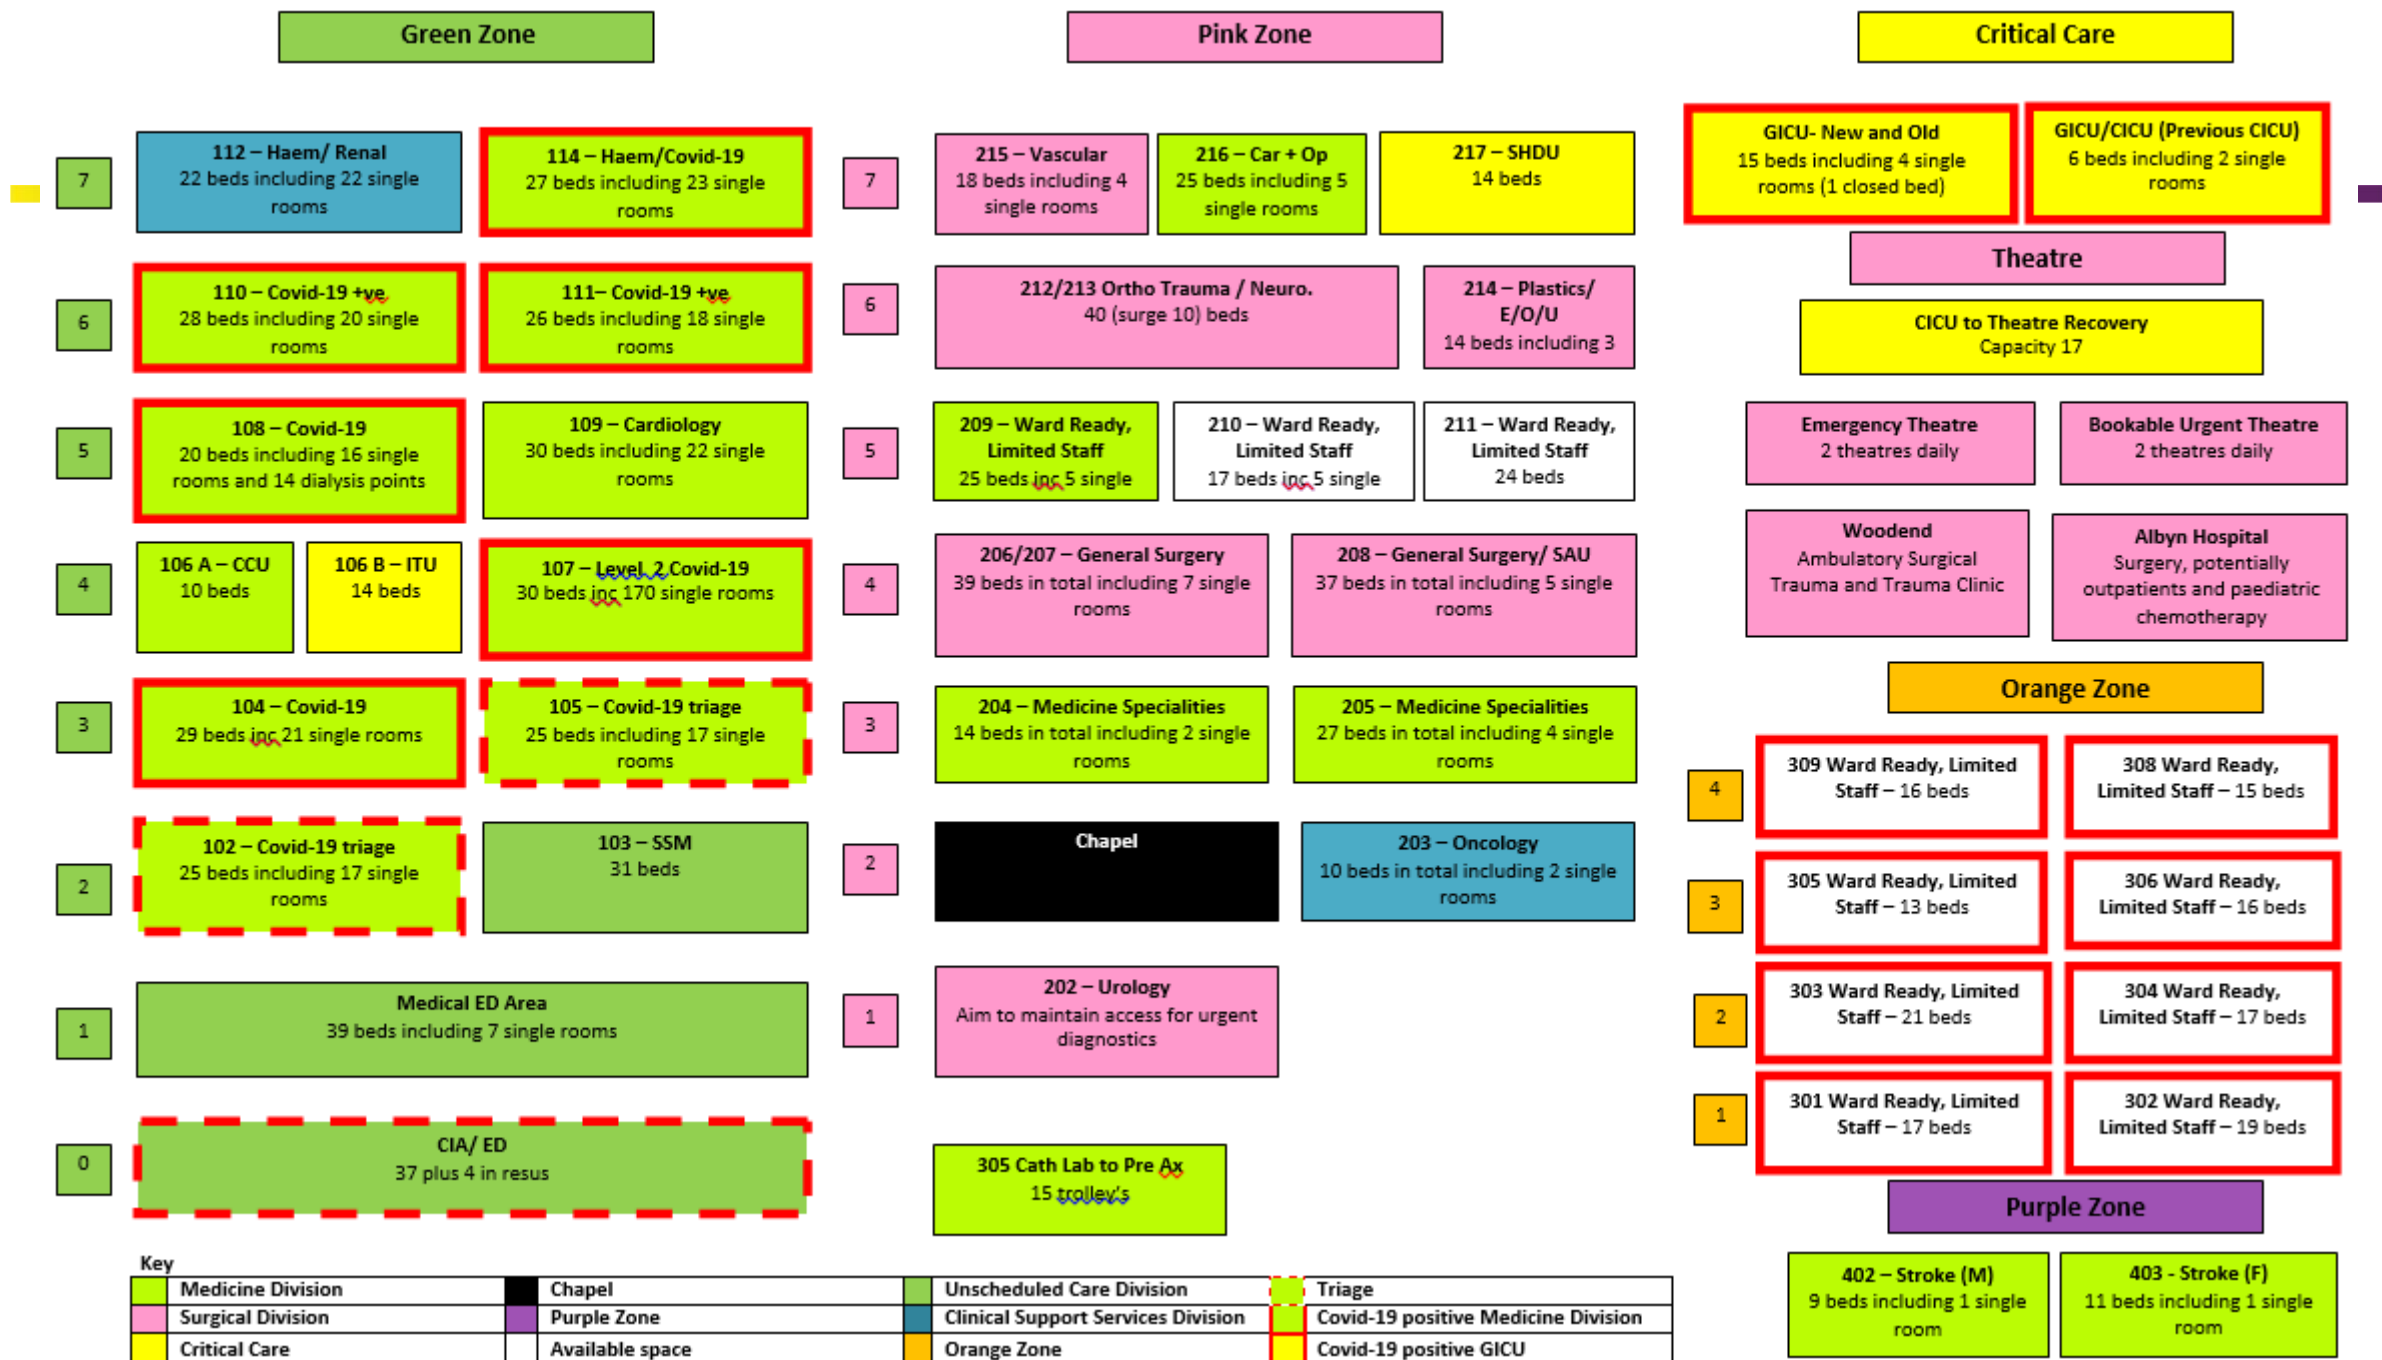 Green Zone
7
112 – Haem/ Renal
22 beds including 22 single
rooms
114 – Haem/Covid-19
27 beds including 23 single
rooms
6
110 – Covid-19 +ve
28 beds including 20 single
rooms
111– Covid-19 +ve
26 beds including 18 single
rooms
5
108 – Covid-19
20 beds including 16 single
rooms and 14 dialysis points
109 – Cardiology
30 beds including 22 single
rooms
4
106 A – CCU
10 beds
106 B – ITU
14 beds
107 – Level 2 Covid-19
30 beds inc 170 single rooms
3
104 – Covid-19
29 beds inc 21 single rooms
105 – Covid-19 triage
25 beds including 17 single
rooms
2
102 – Covid-19 triage
25 beds including 17 single
rooms
103 – SSM
31 beds
1
Medical ED Area
39 beds including 7 single rooms
0
CIA/ ED
37 plus 4 in resus
Pink Zone
7
215 – Vascular
18 beds including 4
single rooms
216 – Car + Op
25 beds including 5
single rooms
217 – SHDU
14 beds
6
212/213 Ortho Trauma / Neuro.
40 (surge 10) beds
214 – Plastics/
E/O/U
14 beds including 3
5
209 – Ward Ready,
Limited Staff
25 beds inc 5 single
210 – Ward Ready,
Limited Staff
17 beds inc 5 single
211 – Ward Ready,
Limited Staff
24 beds
4
206/207 – General Surgery
39 beds in total including 7 single
rooms
208 – General Surgery/ SAU
37 beds in total including 5 single
rooms
3
204 – Medicine Specialities
14 beds in total including 2 single
rooms
205 – Medicine Specialities
27 beds in total including 4 single
rooms
2
Chapel
203 – Oncology
10 beds in total including 2 single
rooms
1
202 – Urology
Aim to maintain access for urgent
diagnostics
305 Cath Lab to Pre Ax
15 trolley's
Critical Care
GICU- New and Old
15 beds including 4 single
rooms (1 closed bed)
GICU/CICU (Previous CICU)
6 beds including 2 single
rooms
Theatre
CICU to Theatre Recovery
Capacity 17
Emergency Theatre
2 theatres daily
Bookable Urgent Theatre
2 theatres daily
Woodend
Ambulatory Surgical
Trauma and Trauma Clinic
Albyn Hospital
Surgery, potentially
outpatients and paediatric
chemotherapy
Orange Zone
4
309 Ward Ready, Limited
Staff – 16 beds
308 Ward Ready,
Limited Staff – 15 beds
3
305 Ward Ready, Limited
Staff – 13 beds
306 Ward Ready,
Limited Staff – 16 beds
2
303 Ward Ready, Limited
Staff – 21 beds
304 Ward Ready,
Limited Staff – 17 beds
1
301 Ward Ready, Limited
Staff – 17 beds
302 Ward Ready,
Limited Staff – 19 beds
Purple Zone
402 – Stroke (M)
9 beds including 1 single
room
403 - Stroke (F)
11 beds including 1 single
room
Key
Medicine Division
Chapel
Unscheduled Care Division
Triage
Surgical Division
Purple Zone
Clinical Support Services Division
Covid-19 positive Medicine Division
Critical Care
Available space
Orange Zone
Covid-19 positive GICU